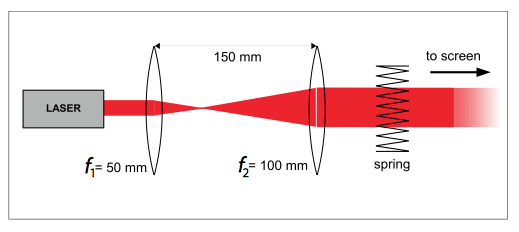 150 mm
to screen
LASER
f1= 50 mm
f2= 100 mm
spring